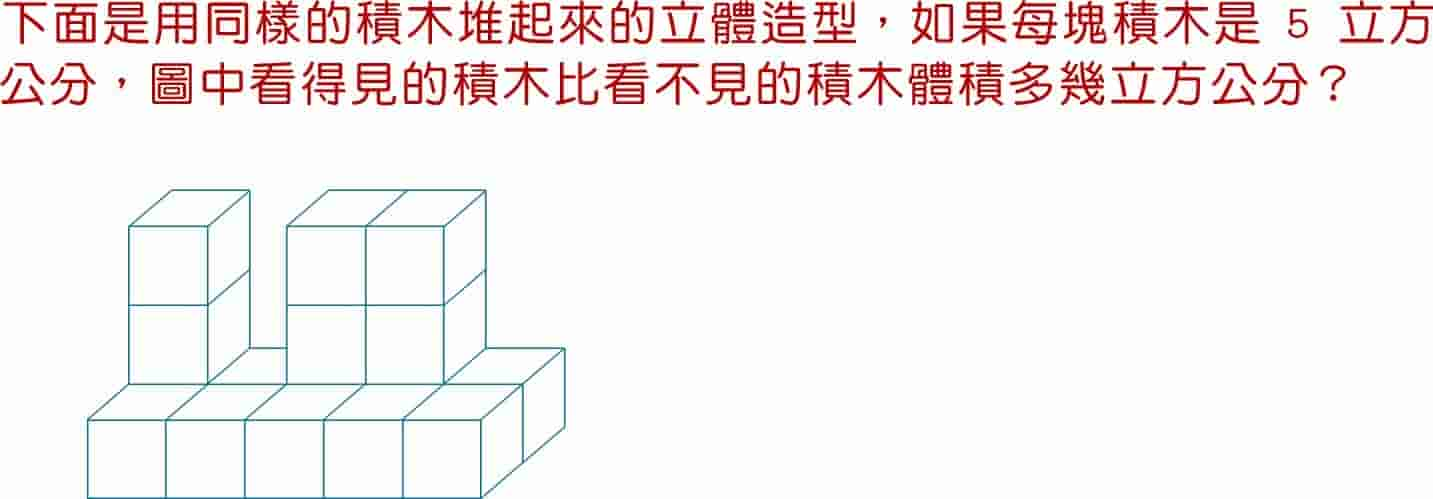 下面是用同樣的積木堆起來的立體造型，如果每塊積木是 5 立方
公分，圖中看得見的積木比看不見的積木體積多幾立方公分？